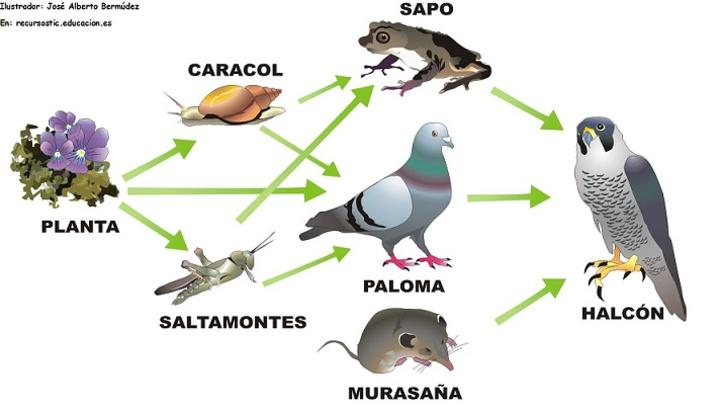 Ilustrador: José Alberto Bermúdez
En: recursostic.educacion.es
SAPO
CARACOL
PLANTA
PALOMA
HALCÓN
SALTAMONTES
MURASAÑA